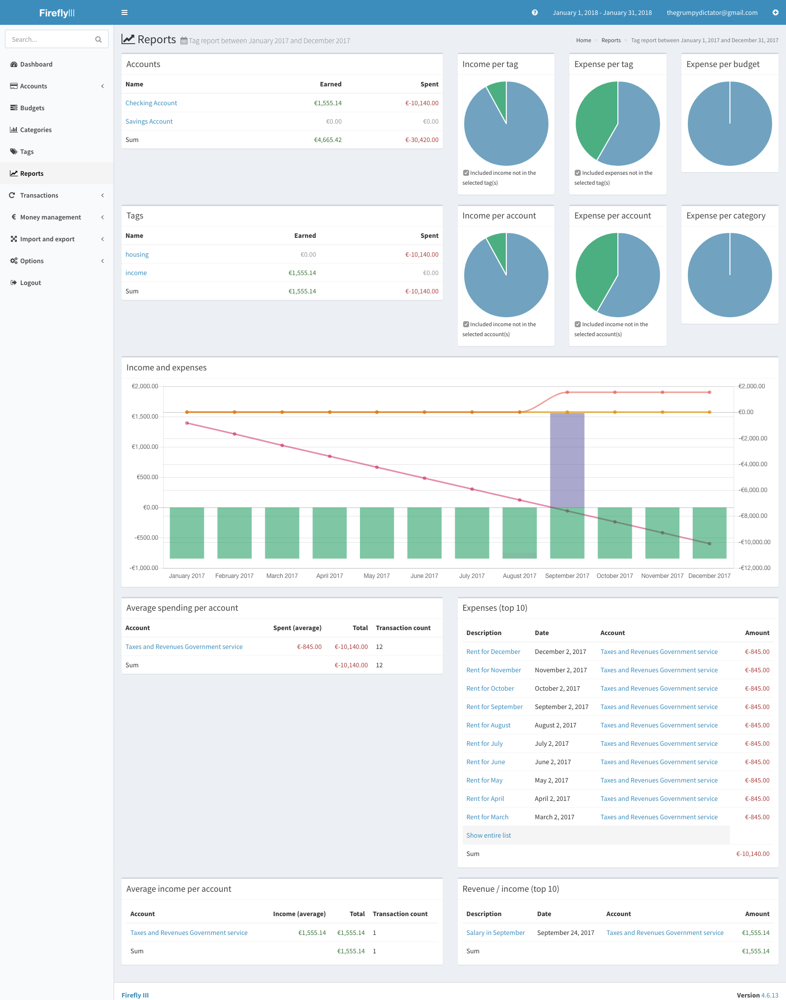 FireflyIII
January 1, 2018 - January 31, 2018
thegrumpydictator@gmail.com
Search...
Dashboard
Accounts
Budgets
Categories
Tags
Reports
Transactions
€ Money management
Import and export
Options
Logout
Reports Tag report between January 2017 and December 2017
Home > Reports > Tag report between January 1, 2017 and December 31, 2017
Accounts
Name Earned Spent
Checking Account €1,555.14 €-10,140.00
Savings Account €0.00 €0.00
Sum €4,665.42 €-30,420.00
Income per tag
Included income not in the
selected tag(s)
Expense per tag
Included expenses not in the
selected tag(s)
Expense per budget
Tags
Name Earned Spent
housing €0.00 €-10,140.00
income €1,555.14 €0.00
Sum €1,555.14 €-10,140.00
Income per account
Included income not in the
selected account(s)
Expense per account
Included income not in the
selected account(s)
Expense per category
Income and expenses
€2,000.00
€1,500.00
€1,000.00
€500.00
€0.00
-€500.00
-€1,000.00
€2,000.00
€0.00
-€2,000.00
-€4,000.00
-€6,000.00
-€8,000.00
-€10,000.00
-€12,000.00
January 2017 February 2017 March 2017 April 2017 May 2017 June 2017 July 2017 August 2017 September 2017 October 2017 November 2017 December 2017
Average spending per account
Account Spent (average) Total Transaction count
Taxes and Revenues Government service €-845.00 €-10,140.00 12
Sum €-10,140.00 12
Expenses (top 10)
Description Date Account Amount
Rent for December December 2, 2017 Taxes and Revenues Government service €-845.00
Rent for November November 2, 2017 Taxes and Revenues Government service €-845.00
Rent for October October 2, 2017 Taxes and Revenues Government service €-845.00
Rent for September September 2, 2017 Taxes and Revenues Government service €-845.00
Rent for August August 2, 2017 Taxes and Revenues Government service €-845.00
Rent for July July 2, 2017 Taxes and Revenues Government service €-845.00
Rent for June June 2, 2017 Taxes and Revenues Government service €-845.00
Rent for May May 2, 2017 Taxes and Revenues Government service €-845.00
Rent for April April 2, 2017 Taxes and Revenues Government service €-845.00
Rent for March March 2, 2017 Taxes and Revenues Government service €-845.00
Show entire list
Sum €-10,140.00
Average income per account
Account Income (average) Total Transaction count
Taxes and Revenues Government service €1,555.14 €1,555.14 1
Sum €1,555.14 1
Revenue / income (top 10)
Description Date Account Amount
Salary in September September 24, 2017 Taxes and Revenues Government service €1,555.14
Sum €1,555.14
Firefly III
Version 4.6.13